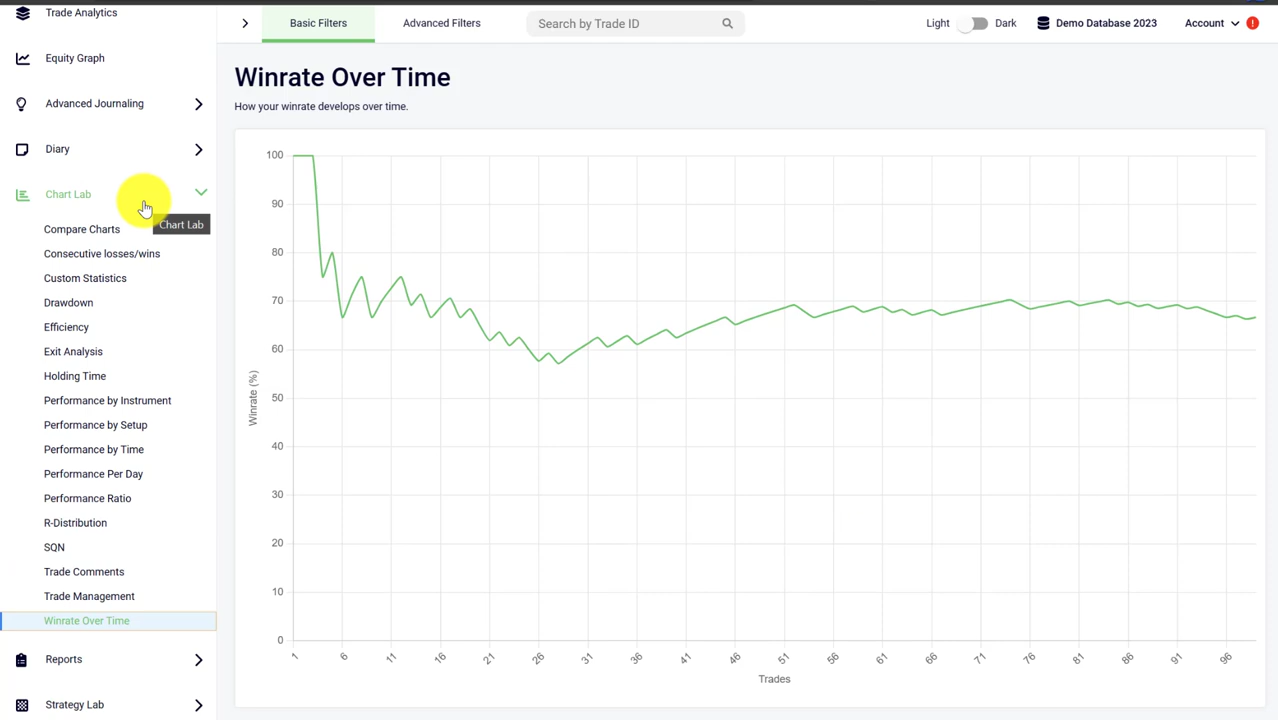 Trade Analytics
Equity Graph
Advanced Journaling
Diary
Chart Lab
Chart Lab
Compare Charts
Consecutive losses/wins
Custom Statistics
Drawdown
Efficiency
Exit Analysis
Holding Time
Performance by Instrument
Performance by Setup
Performance by Time
Performance Per Day
Performance Ratio
R-Distribution
SQN
Trade Comments
Trade Management
Winrate Over Time
Reports
Strategy Lab
Basic Filters Advanced Filters Search by Trade ID Light Dark Demo Database 2023 Account !
Winrate Over Time
How your winrate develops over time.
100
90
80
70
60
50
40
30
20
10
0
Winrate (%)
1 6 11 16 21 26 31 36 41 46 51 56 61 66 71 76 81 86 91 96
Trades